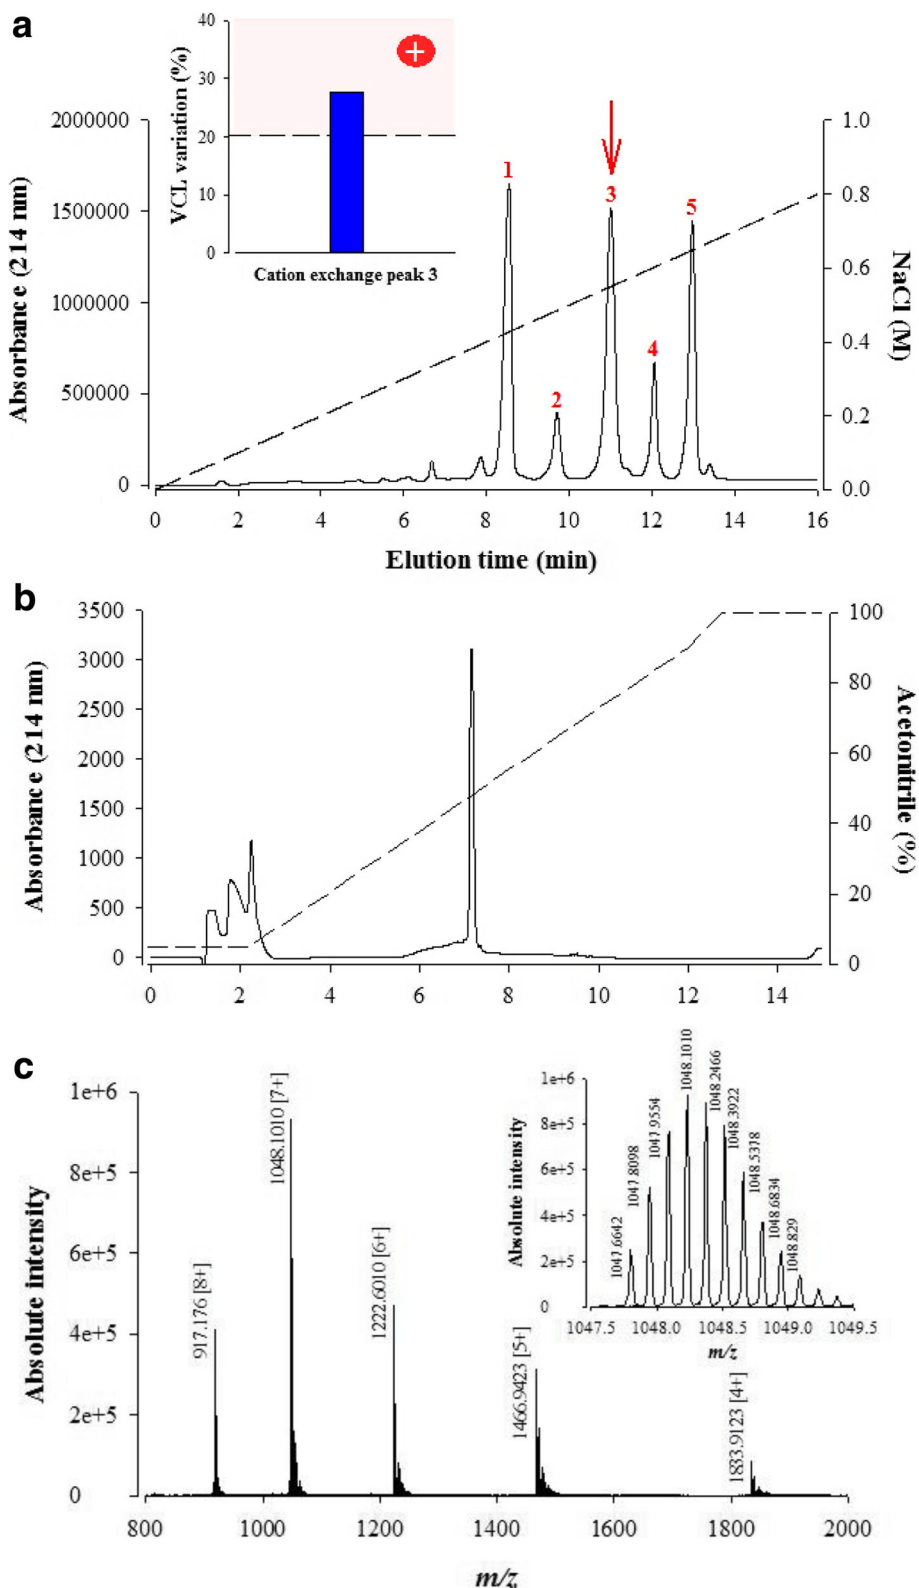 a
VCL variation (%)
40
30
20
10
0
+
Cation exchange peak 3
Absorbance (214 nm)
2000000
1500000
1000000
500000
0
1
2
3
4
5
NaCl (M)
1.0
0.8
0.6
0.4
0.2
0.0
0 2 4 6 8 10 12 14 16
Elution time (min)
b
Absorbance (214 nm)
3500
3000
2500
2000
1500
1000
500
0
Acetonitrile (%)
100
80
60
40
20
0
0 2 4 6 8 10 12 14
c
Absolute intensity
1e+6
8e+5
6e+5
4e+5
2e+5
0
917.176 [8+]
1048.1010 [7+]
1222.6010 [6+]
1466.9423 [5+]
1833.9123 [4+]
800 1000 1200 1400 1600 1800 2000
m/z
Absolute intensity
1e+6
8e+5
6e+5
4e+5
2e+5
0
1047.6642
1047.8098
1047.9554
1048.1010
1048.2466
1048.3922
1048.5378
1048.6834
1048.829
1047.5 1048.0 1048.5 1049.0 1049.5
m/z